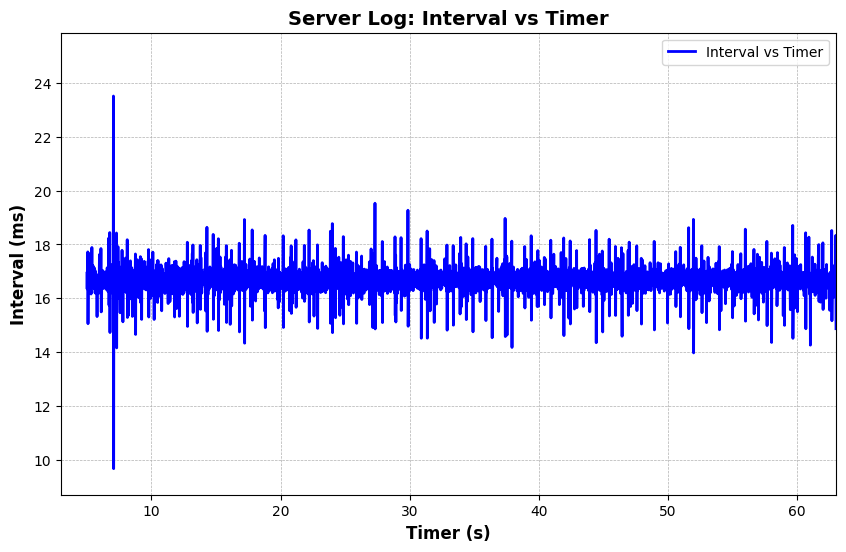 Server Log: Interval vs Timer
Interval vs Timer
24
22
20
18
16
14
12
10
Interval (ms)
10 20 30 40 50 60
Timer (s)